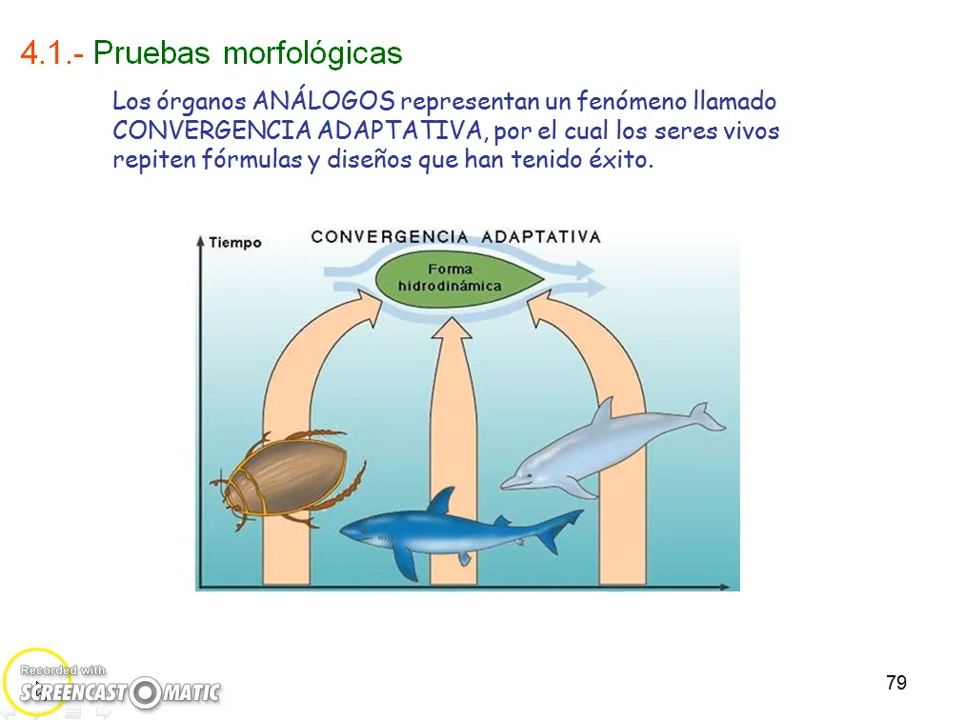 4.1.- Pruebas morfológicas
Los órganos ANÁLOGOS representan un fenómeno llamado
CONVERGENCIA ADAPTATIVA, por el cual los seres vivos
repiten fórmulas y diseños que han tenido éxito.
Tiempo
CONVERGENCIA ADAPTATIVA
Forma
hidrodinámica
Recorded with
SCREENCAST-O-MATIC
79